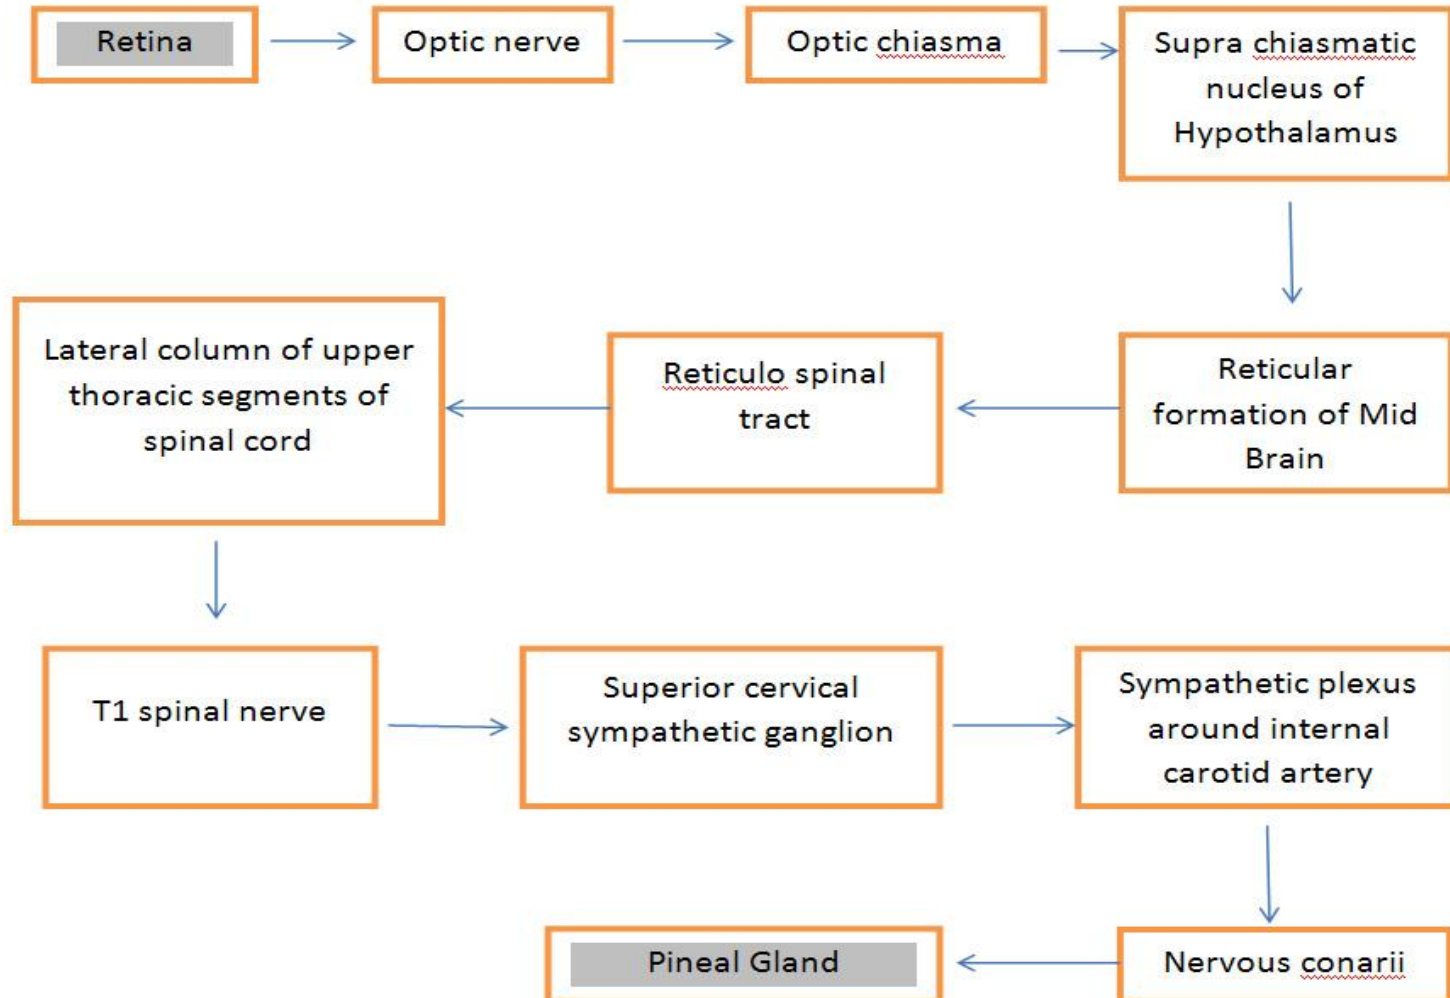 Retina
Optic nerve
Optic chiasma
Supra chiasmatic
nucleus of
Hypothalamus
Reticular
formation of Mid
Brain
Reticulo spinal
tract
Lateral column of upper
thoracic segments of
spinal cord
T1 spinal nerve
Superior cervical
sympathetic ganglion
Sympathetic plexus
around internal
carotid artery
Nervous conarii
Pineal Gland